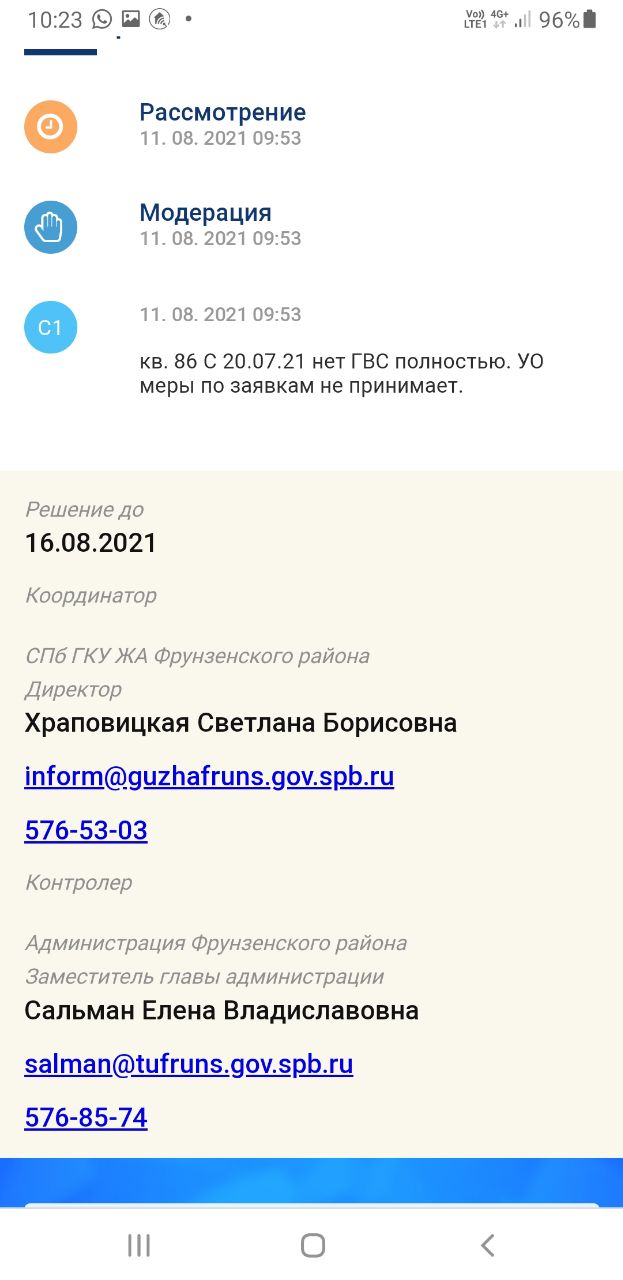 10:23
Vo)) 4G+
LTE1
96%
Рассмотрение
11. 08. 2021 09:53
Модерация
11. 08. 2021 09:53
С1
11. 08. 2021 09:53
кв. 86 С 20.07.21 нет ГВС полностью. УО
меры по заявкам не принимает.
Решение до
16.08.2021
Координатор
СПб ГКУ ЖА Фрунзенского района
Директор
Храповицкая Светлана Борисовна
inform@guzhafruns.gov.spb.ru
576-53-03
Контролер
Администрация Фрунзенского района
Заместитель главы администрации
Сальман Елена Владиславовна
salman@tufruns.gov.spb.ru
576-85-74